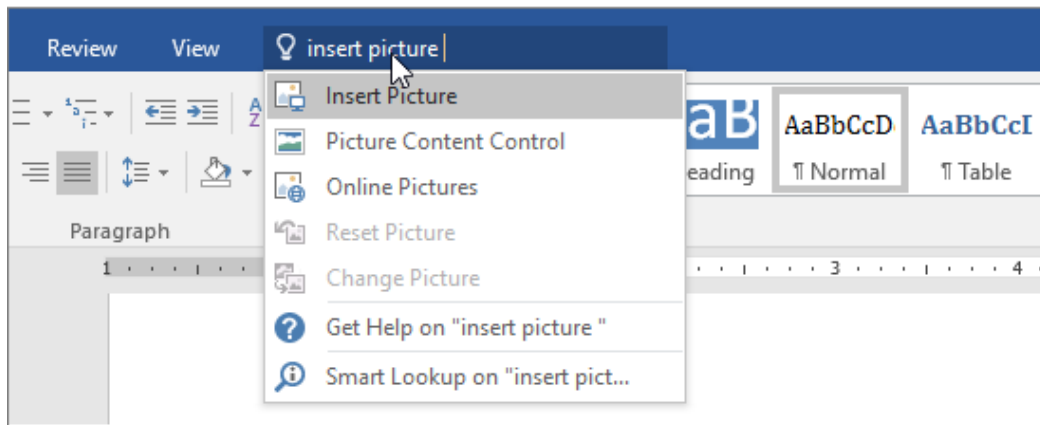 Review View insert picture
Insert Picture
Picture Content Control
Online Pictures
Reset Picture
Change Picture
Get Help on "insert picture "
Smart Lookup on "insert pict...
A
Z
aB AaBbCcD AaBbCcI
eading ¶ Normal ¶ Table
Paragraph
1 3 4